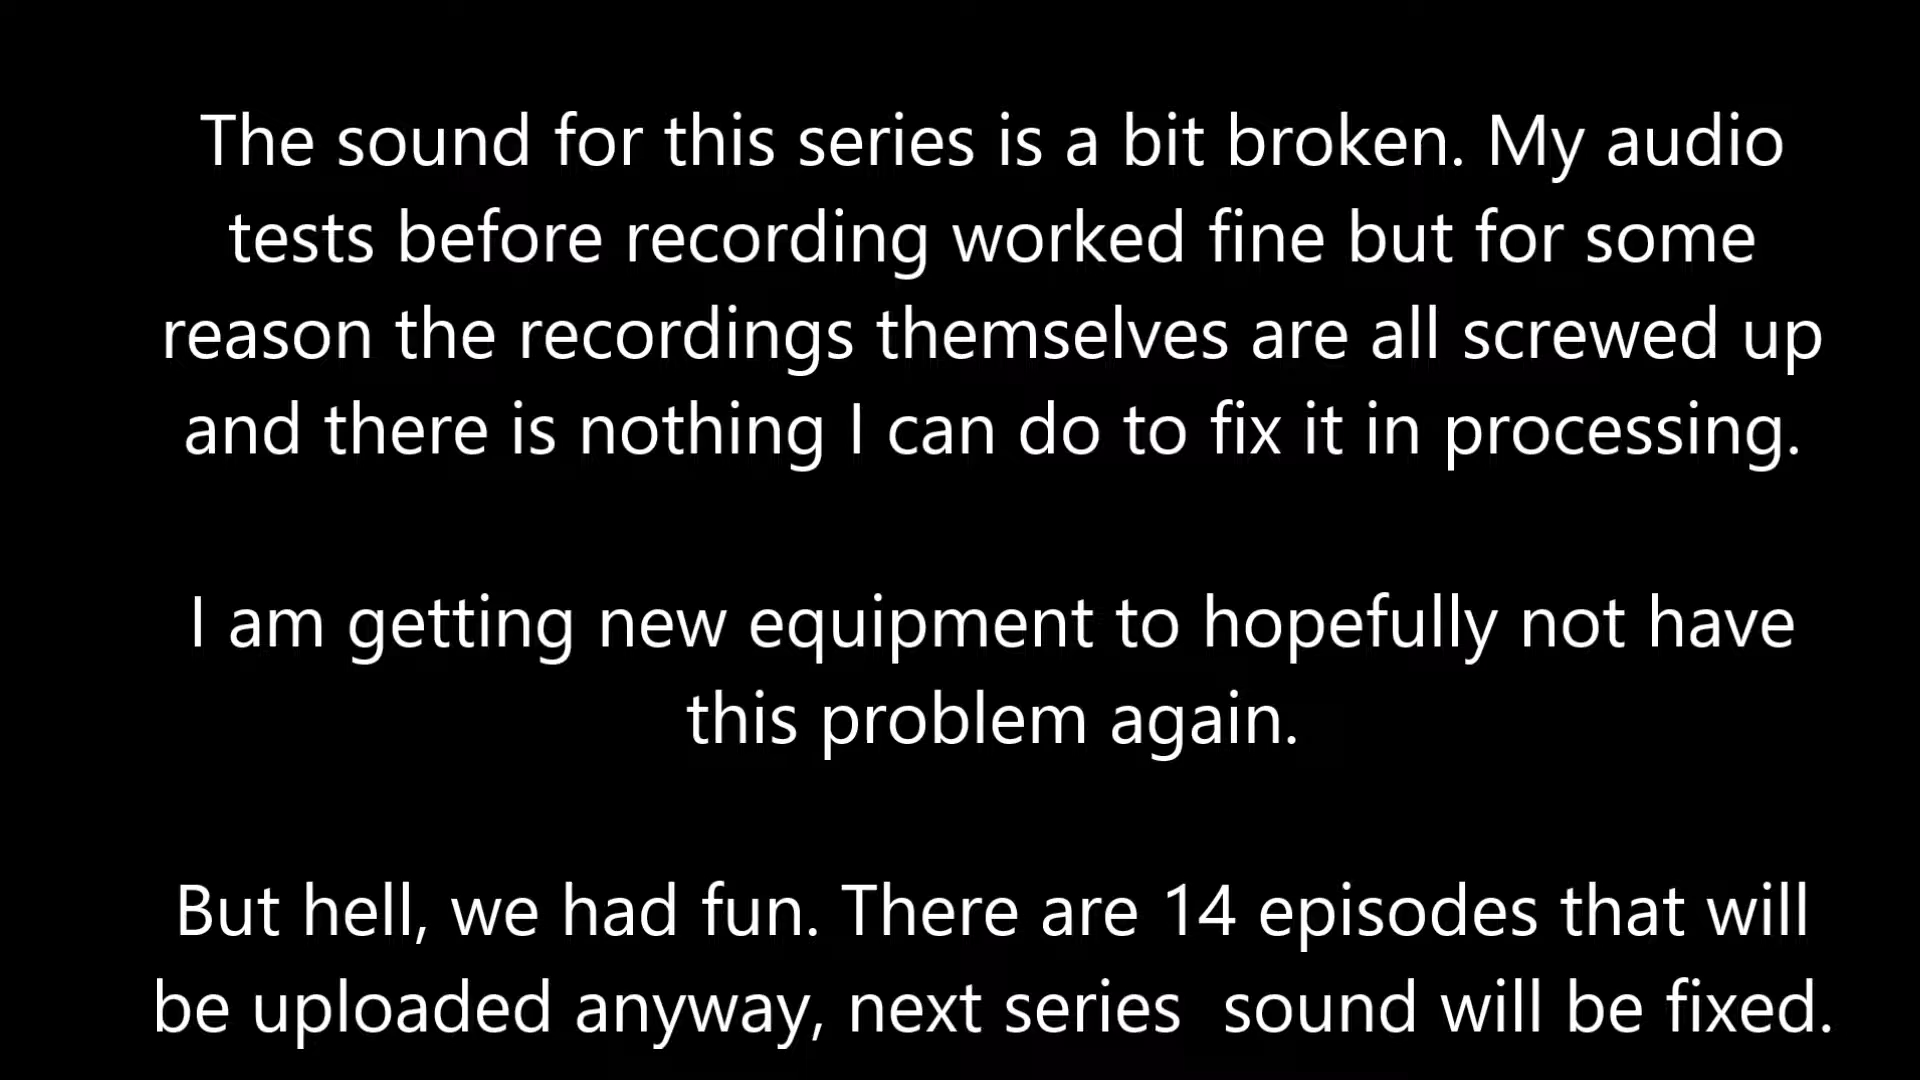 The sound for this series is a bit broken. My audio
tests before recording worked fine but for some
reason the recordings themselves are all screwed up
and there is nothing I can do to fix it in processing.
I am getting new equipment to hopefully not have
this problem again.
But hell, we had fun. There are 14 episodes that will
be uploaded anyway, next series  sound will be fixed.